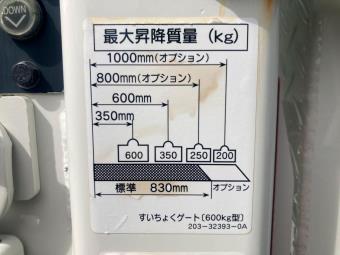 DOWN
最大昇降質量 (kg)
1000mm(オプション)
800mm(オプション)
600mm
350mm
600 350 250 200
標準 830mm オプション
すいちょくゲート〔600kg型〕
203-32393-0A